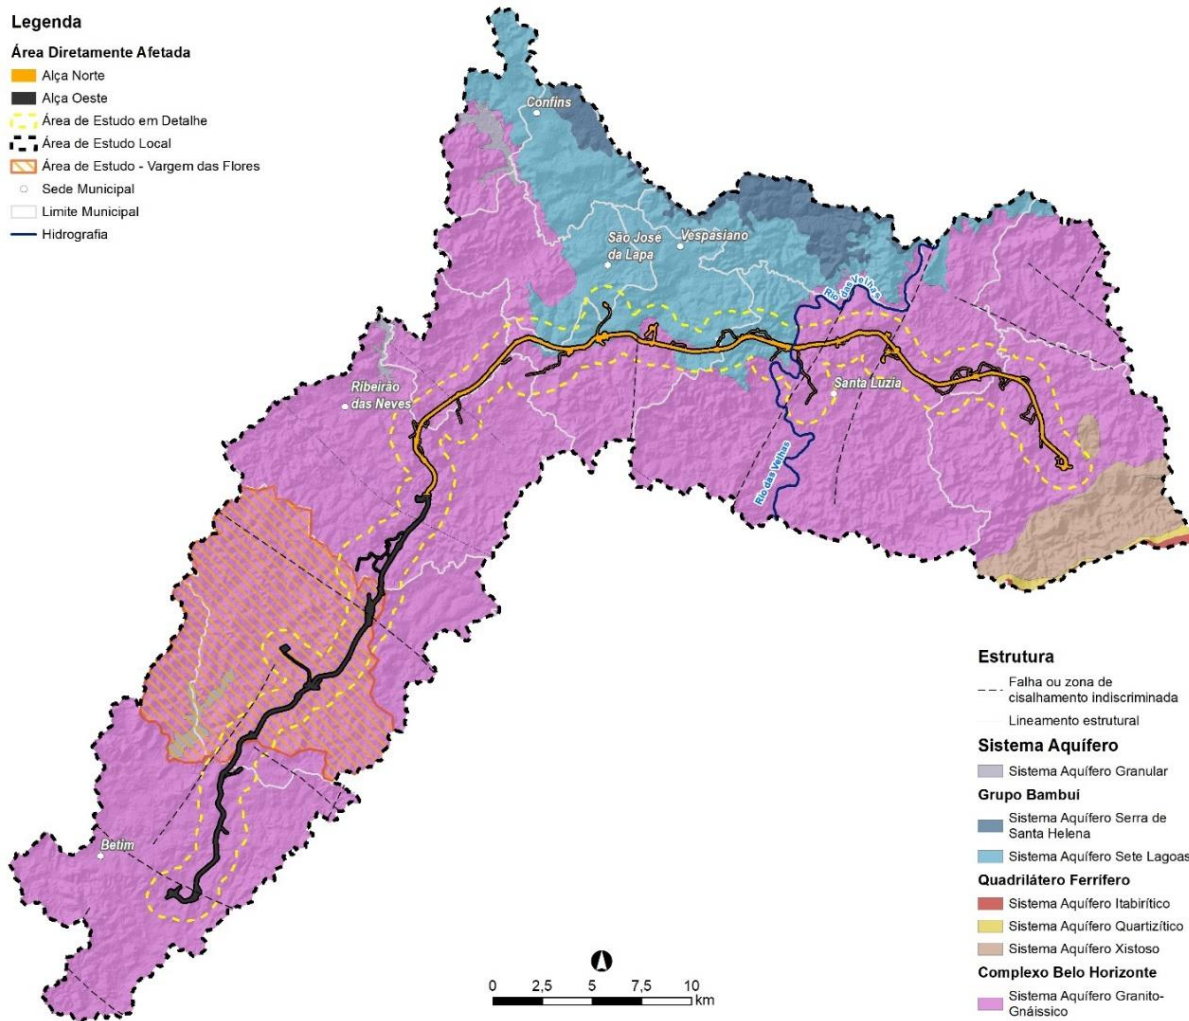 Legenda
Área Diretamente Afetada
Alça Norte
Alça Oeste
Área de Estudo em Detalhe
Área de Estudo Local
Área de Estudo - Vargem das Flores
Sede Municipal
Limite Municipal
Hidrografia
Confins
São José
da Lapa
Vespasiano
Rio das Velhas
Ribeirão
das Neves
Santa Luzia
Rio das Velhas
Betim
Estrutura
Falha ou zona de
cisalhamento indiscriminada
Lineamento estrutural
Sistema Aquífero
Sistema Aquífero Granular
Grupo Bambuí
Sistema Aquífero Serra de
Santa Helena
Sistema Aquífero Sete Lagoas
Quadrilátero Ferrífero
Sistema Aquífero Itabirítico
Sistema Aquífero Quartizítico
Sistema Aquífero Xistoso
Complexo Belo Horizonte
Sistema Aquífero Granito-
Gnáissico
0 2,5 5 7,5 10
km